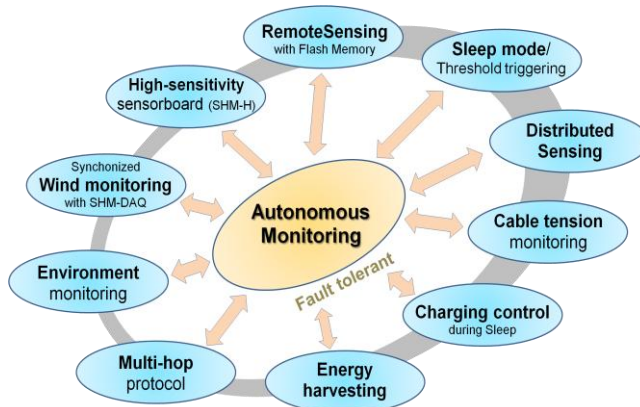 RemoteSensing
with Flash Memory
Sleep mode/
Threshold triggering
High-sensitivity
sensorboard (SHM-H)
Distributed
Sensing
Synchonized
Wind monitoring
with SHM-DAQ
Autonomous
Monitoring
Cable tension
monitoring
Fault tolerant
Environment
monitoring
Charging control
during Sleep
Multi-hop
protocol
Energy
harvesting